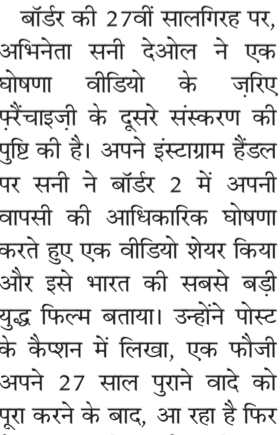 बॉर्डर की 27वीं सालगिरह पर,
अभिनेता सनी देओल ने एक
घोषणा वीडियो के ज़रिए
फ़्रैंचाइज़ी के दूसरे संस्करण की
पुष्टि की है। अपने इंस्टाग्राम हैंडल
पर सनी ने बॉर्डर 2 में अपनी
वापसी की आधिकारिक घोषणा
करते हुए एक वीडियो शेयर किया
और इसे भारत की सबसे बड़ी
युद्ध फिल्म बताया। उन्होंने पोस्ट
के कैप्शन में लिखा, एक फौजी
अपने 27 साल पुराने वादे को
पूरा करने के बाद, आ रहा है फिर